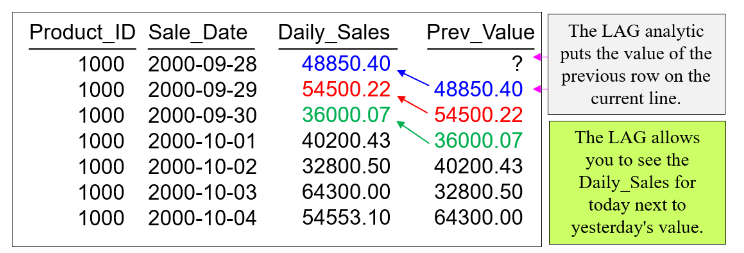 Product_ID Sale_Date Daily_Sales Prev_Value
1000 2000-09-28 48850.40 ?
1000 2000-09-29 54500.22 48850.40
1000 2000-09-30 36000.07 54500.22
1000 2000-10-01 40200.43 36000.07
1000 2000-10-02 32800.50 40200.43
1000 2000-10-03 64300.00 32800.50
1000 2000-10-04 54553.10 64300.00
The LAG analytic
puts the value of the
previous row on the
current line.
The LAG allows
you to see the
Daily_Sales for
today next to
yesterday's value.